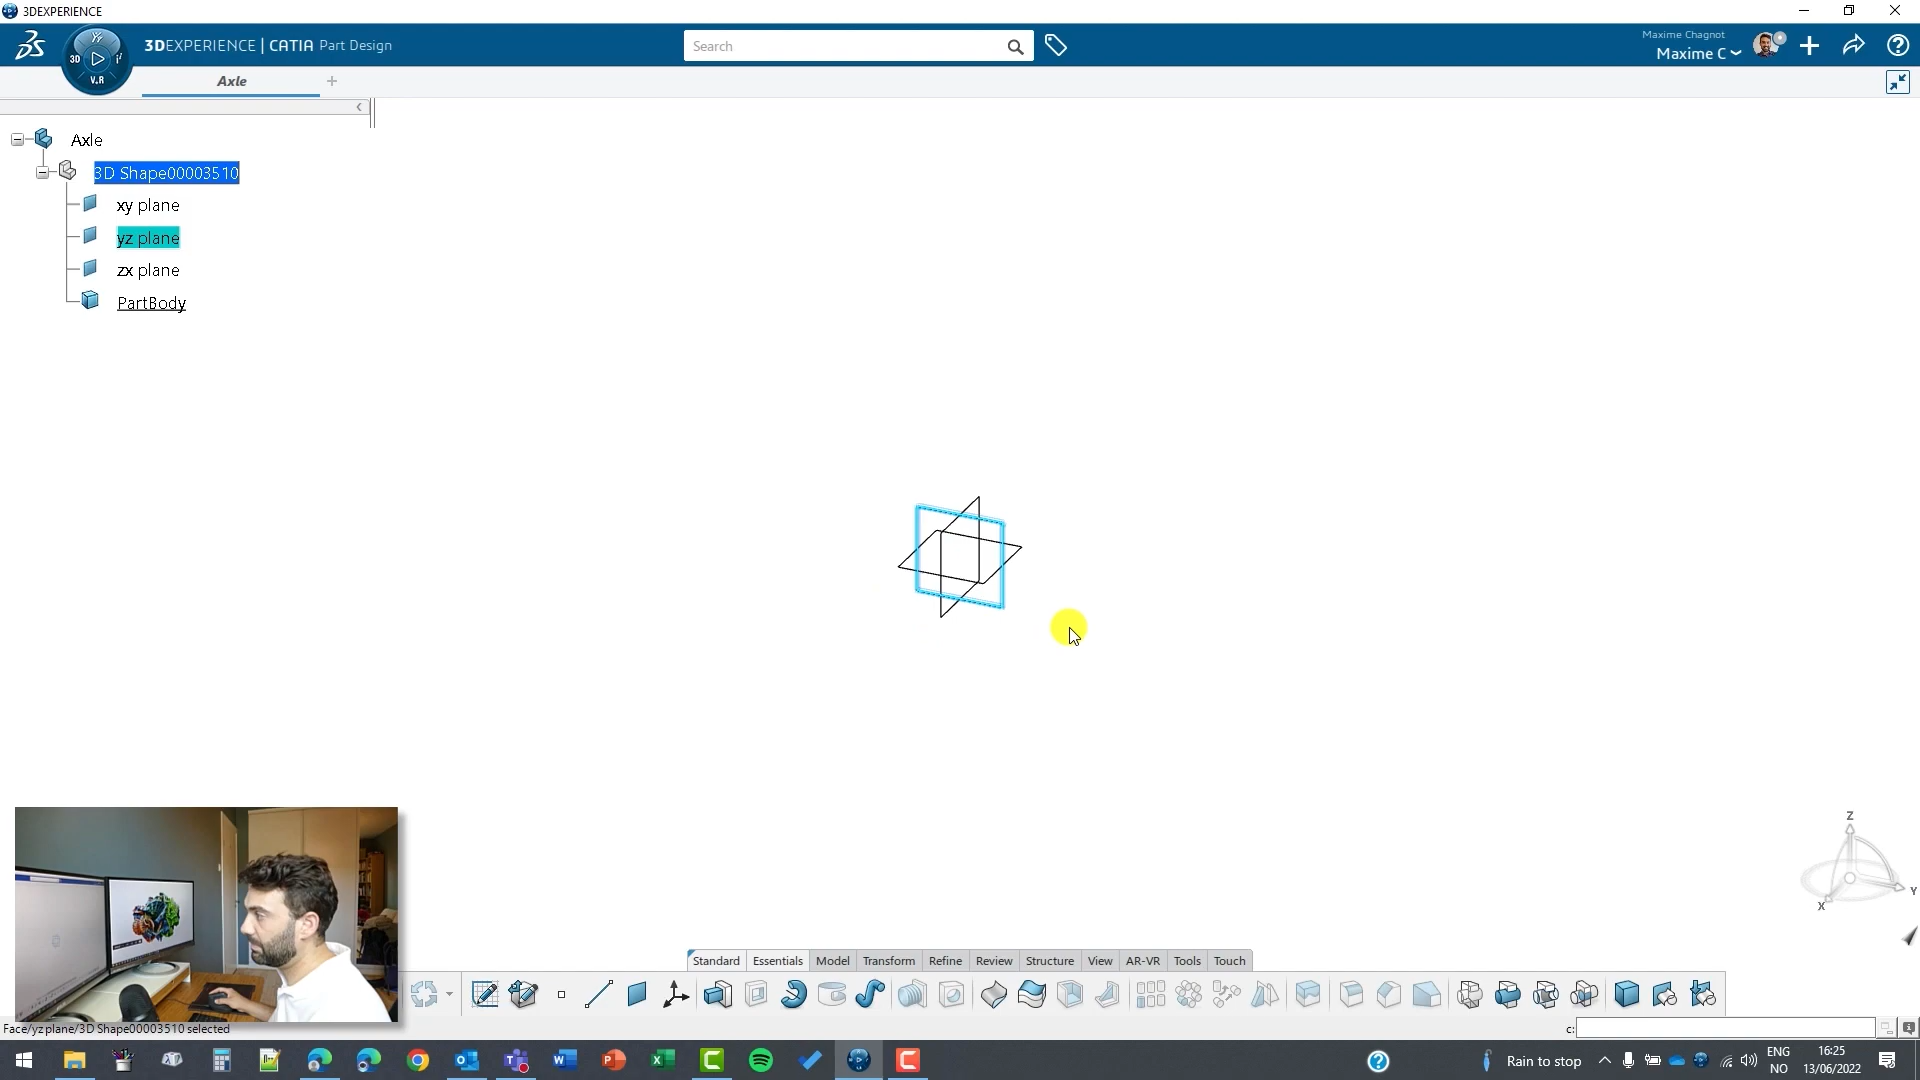 3DEXPERIENCE
3DEXPERIENCE | CATIA Part Design
Search
Maxime Chagnot
Maxime C
3D
V.R
Axle
+
Axle
3D Shape00003510
xy plane
yz plane
zx plane
PartBody
Z
Y
X
Standard
Essentials
Model
Transform
Refine
Review
Structure
View
AR-VR
Tools
Touch
Face/yz plane/3D Shape00003510 selected
c:
Rain to stop
ENG
NO
16:25
13/06/2022